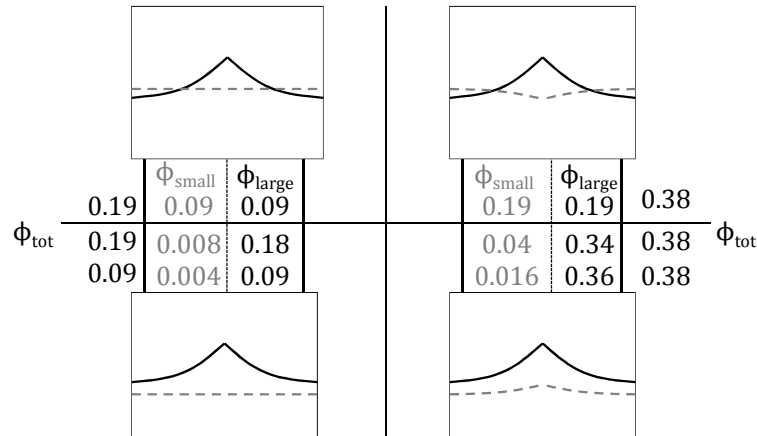 ϕsmall ϕlarge ϕsmall ϕlarge
0.19 0.09 0.09 0.19 0.19 0.38
ϕtot 0.19 0.008 0.18 0.04 0.34 0.38 ϕtot
0.09 0.004 0.09 0.016 0.36 0.38